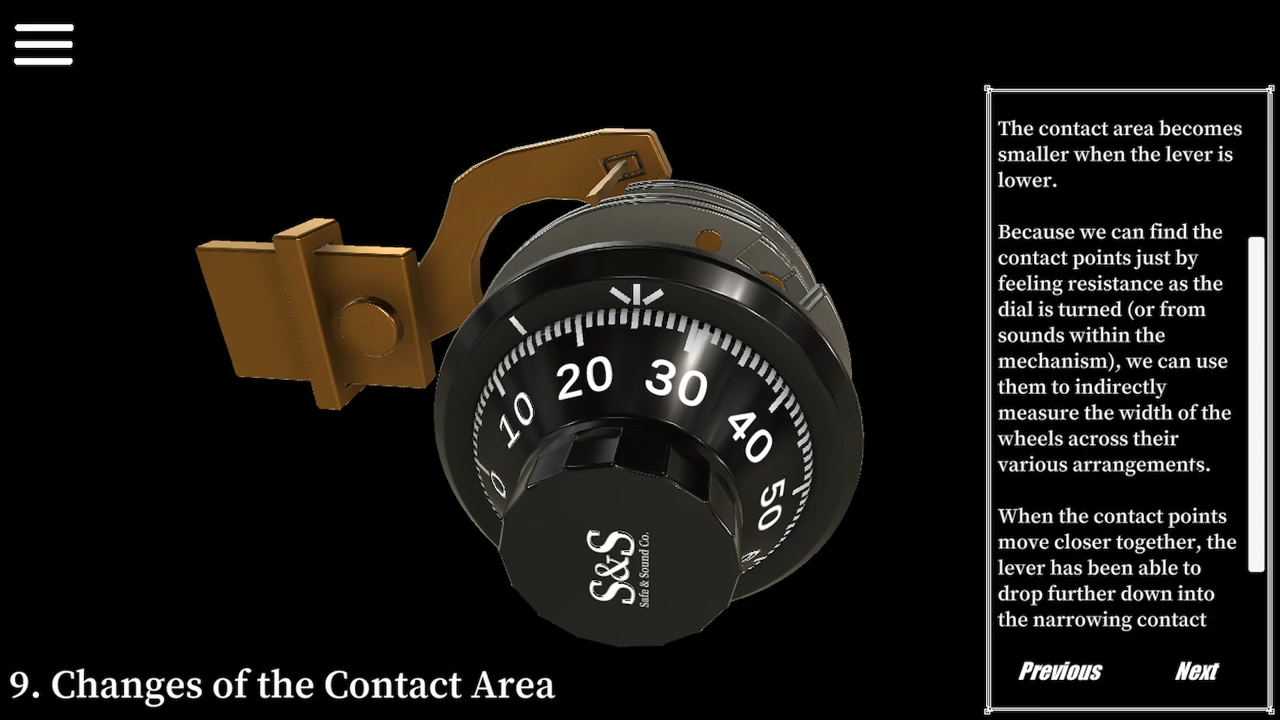 The contact area becomes
smaller when the lever is
lower.
Because we can find the
contact points just by
feeling resistance as the
dial is turned (or from
sounds within the
mechanism), we can use
them to indirectly
measure the width of the
wheels across their
various arrangements.
When the contact points
move closer together, the
lever has been able to
drop further down into
the narrowing contact
Previous Next
0 10 20 30 40 50
S&S
Safe & Sound Co.
9. Changes of the Contact Area